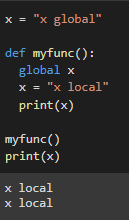 x = "x global"
def myfunc():
  global x
  x = "x local"
  print(x)
myfunc()
print(x)
x local
x local